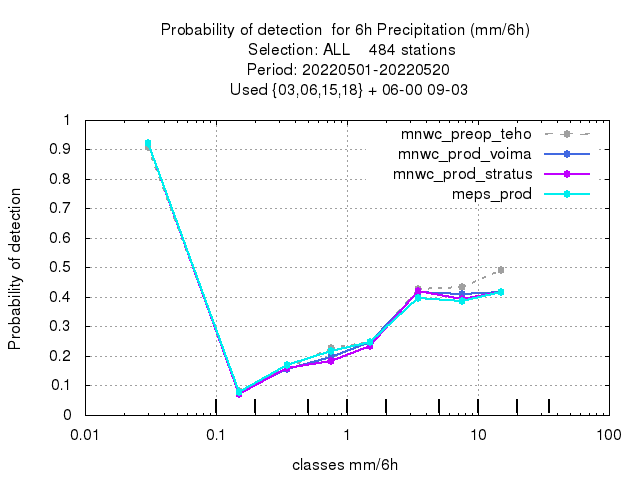 Probability of detection  for 6h Precipitation (mm/6h)
Selection: ALL    484 stations
Period: 20220501-20220520
Used {03,06,15,18} + 06-00 09-03
mnwc_preop_teho
mnwc_prod_voima
mnwc_prod_stratus
meps_prod
Probability of detection
1
0.9
0.8
0.7
0.6
0.5
0.4
0.3
0.2
0.1
0
0.01 0.1 1 10 100
classes mm/6h